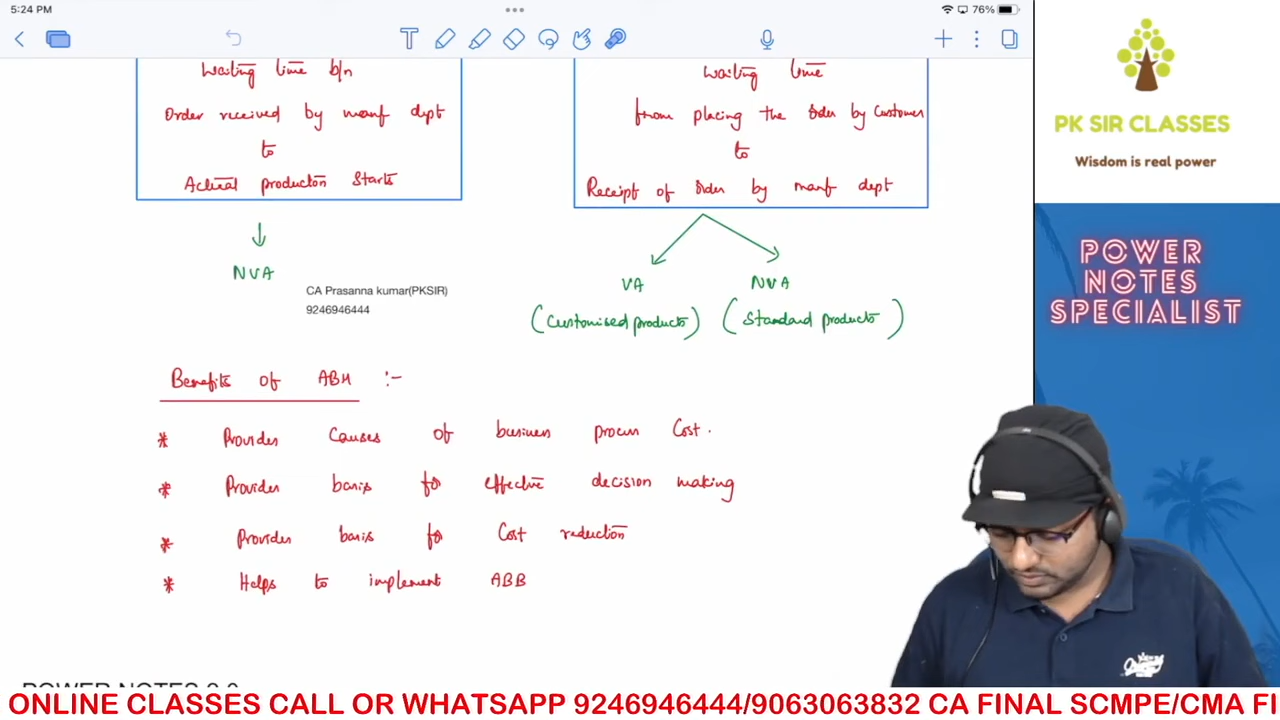 5:24 PM
76%
Waiting time b/n
Order received by manf dept
to
Actual production starts
NVA
CA Prasanna kumar(PKSIR)
9246946444
Waiting time
from placing the order by customer
to
Receipt of order by manf dept
VA
NVA
(Customised products)
(Standard products)
Benefits of ABM :-
* Provides causes of business process cost.
* Provides basis for effective decision making
* Provides basis for cost reduction
* Helps to implement ABB
PK SIR CLASSES
Wisdom is real power
POWER
NOTES
SPECIALIST
ONLINE CLASSES CALL OR WHATSAPP 9246946444/9063063832 CA FINAL SCMPE/CMA FI